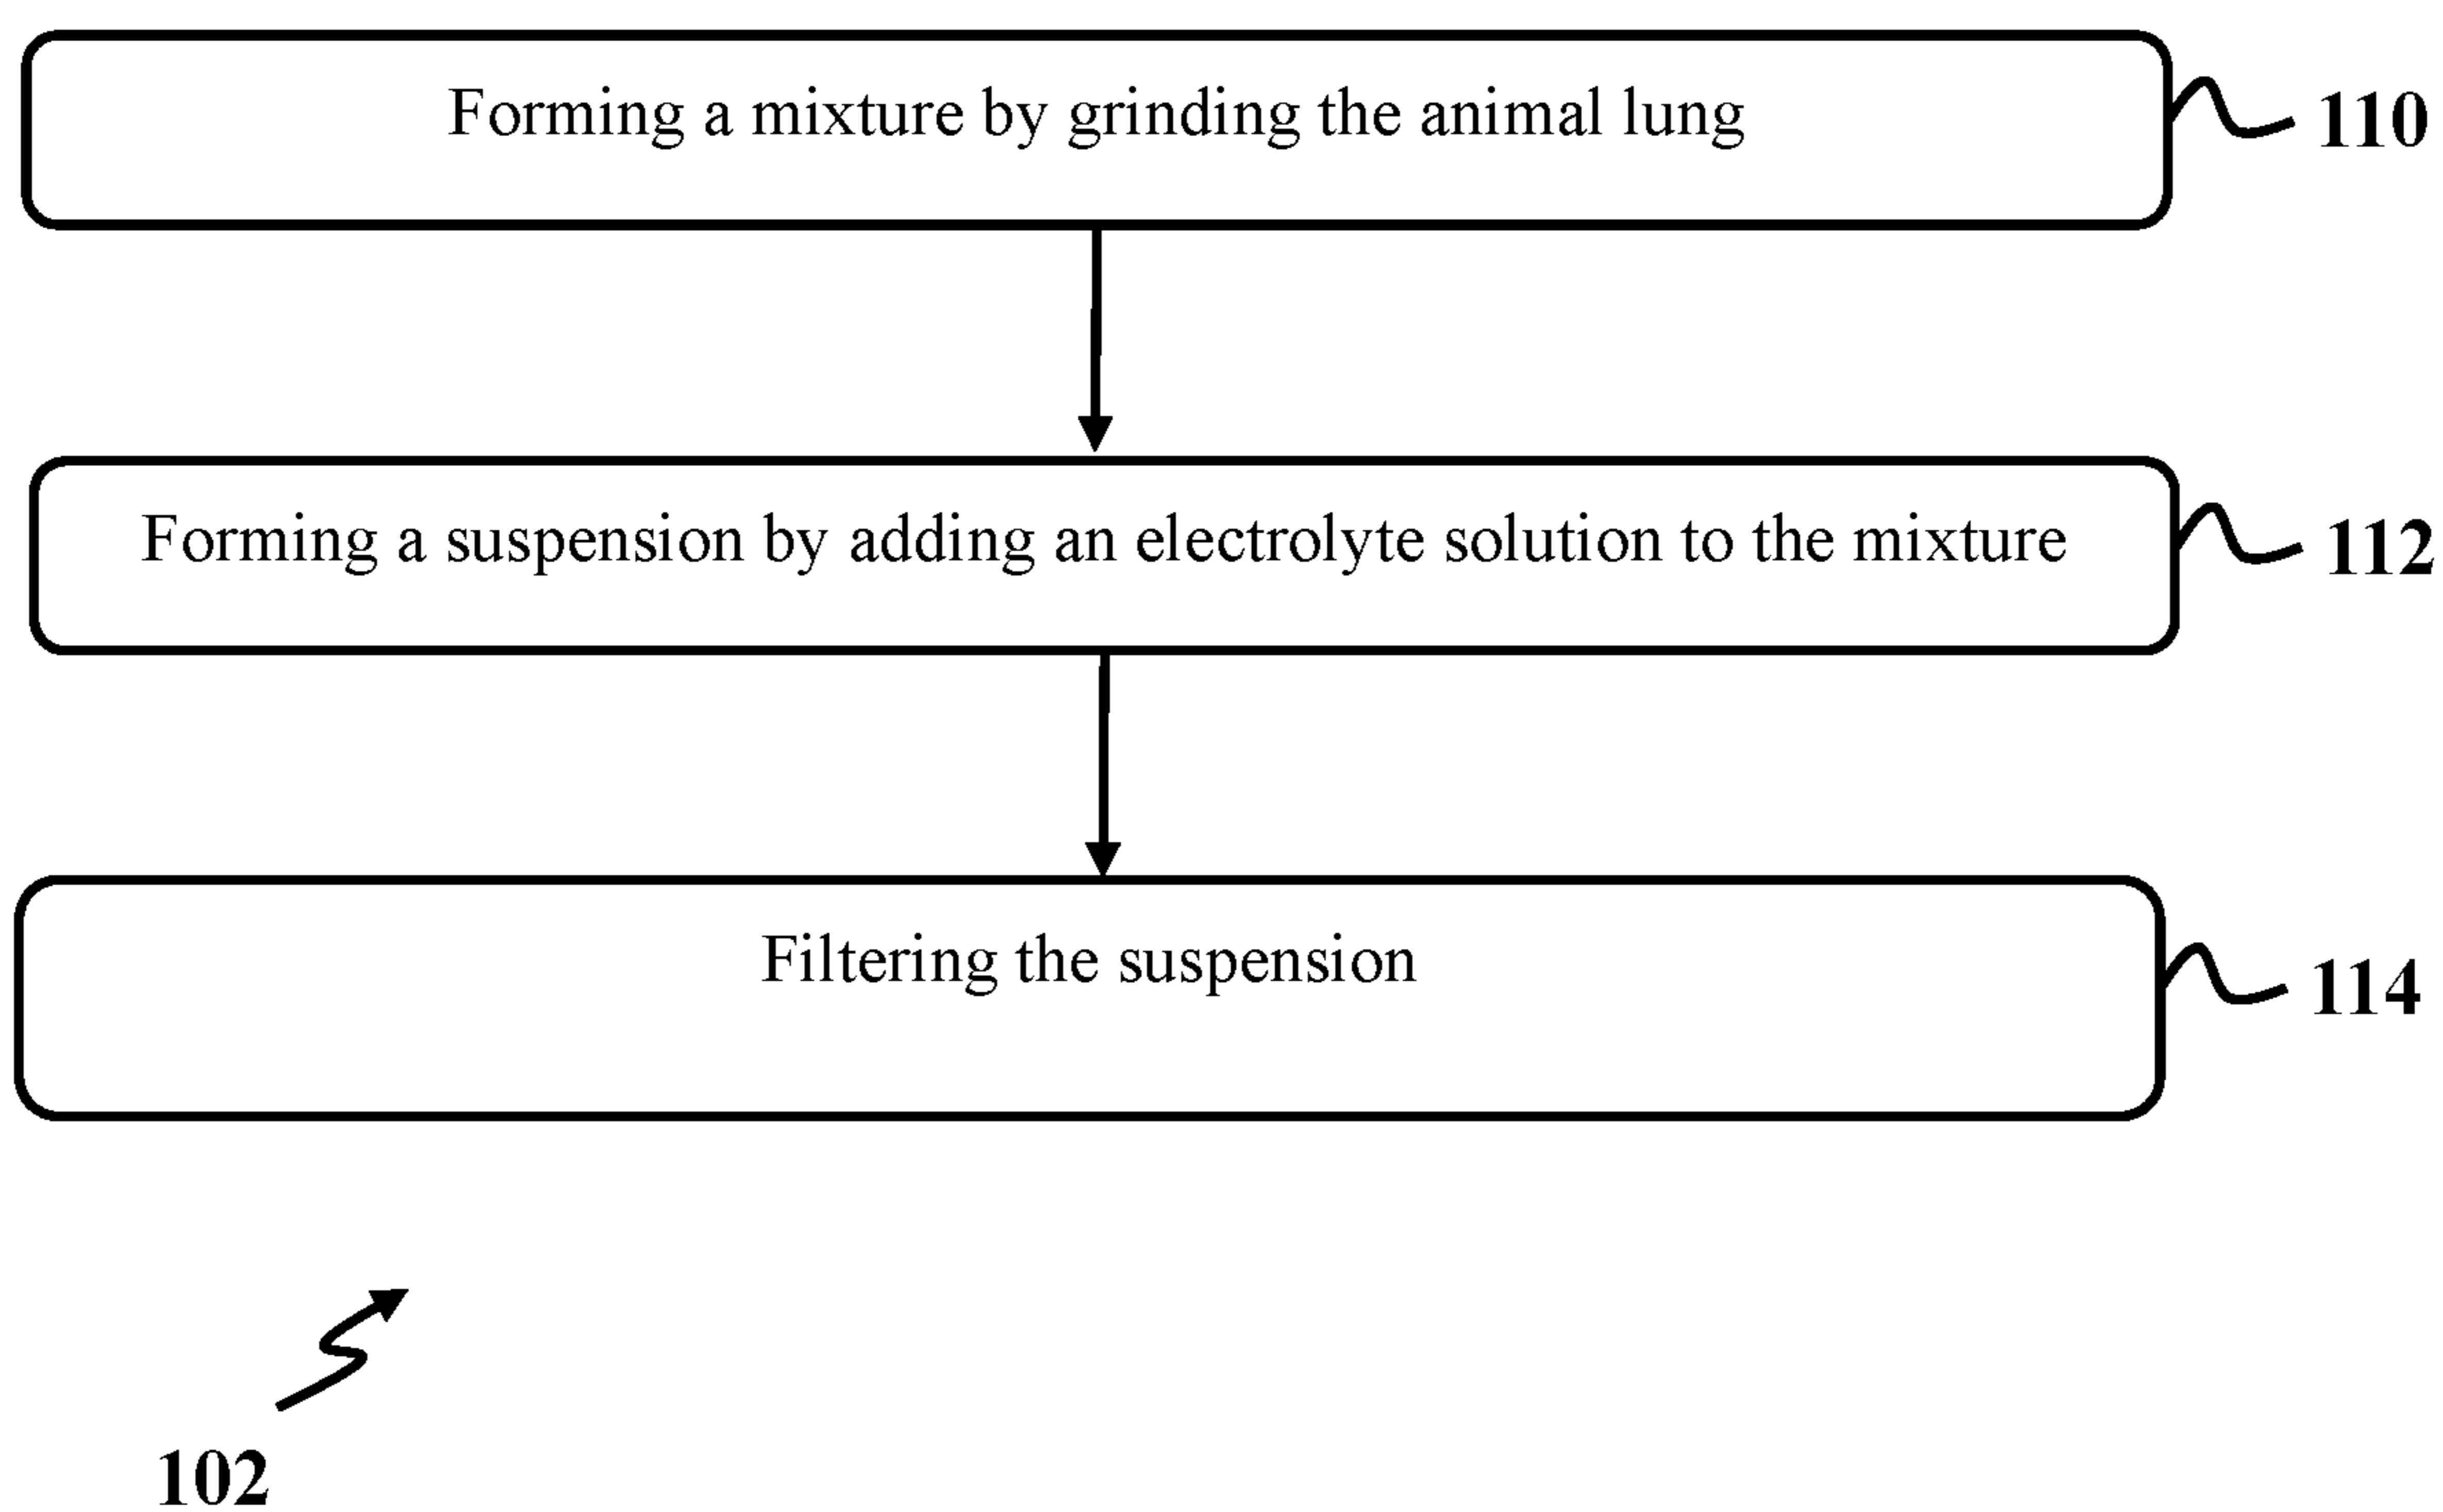 Forming a mixture by grinding the animal lung
110
Forming a suspension by adding an electrolyte solution to the mixture
112
Filtering the suspension
114
102